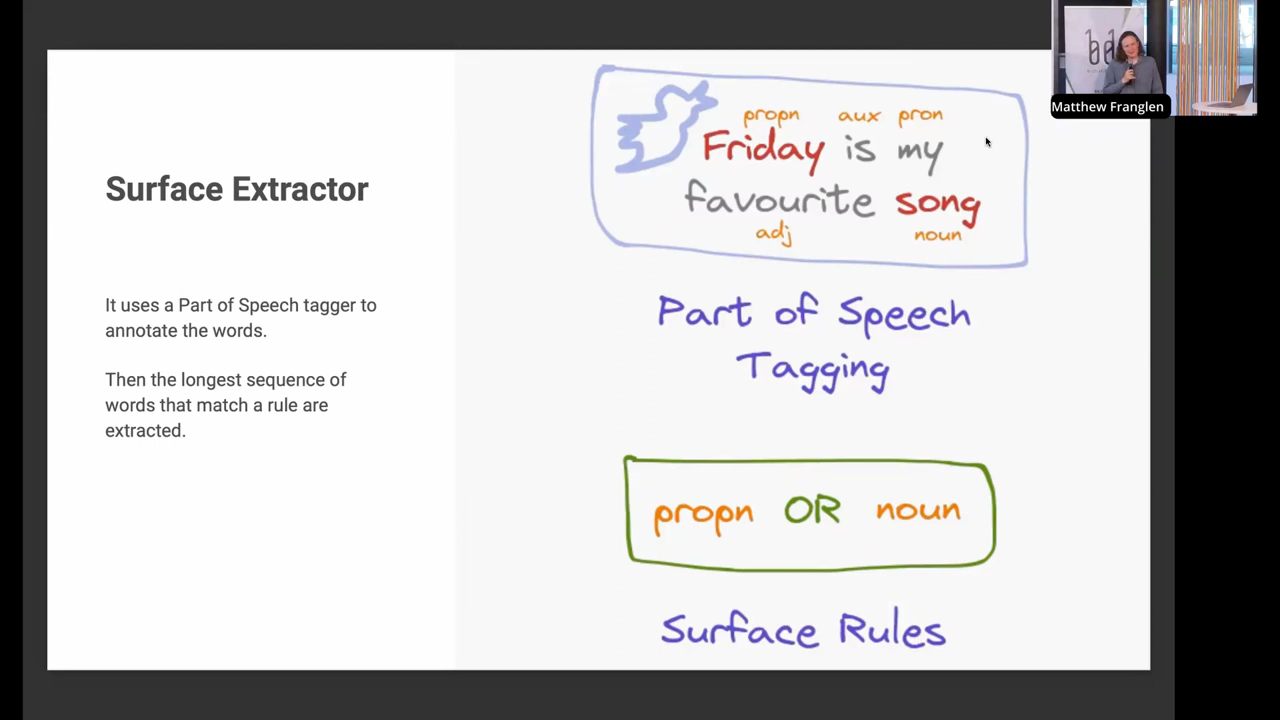 Surface Extractor
It uses a Part of Speech tagger to
annotate the words.
Then the longest sequence of
words that match a rule are
extracted.
propn aux pron
Friday is my
favourite song
adj noun
Part of Speech
Tagging
propn OR noun
Surface Rules
Matthew Franglen